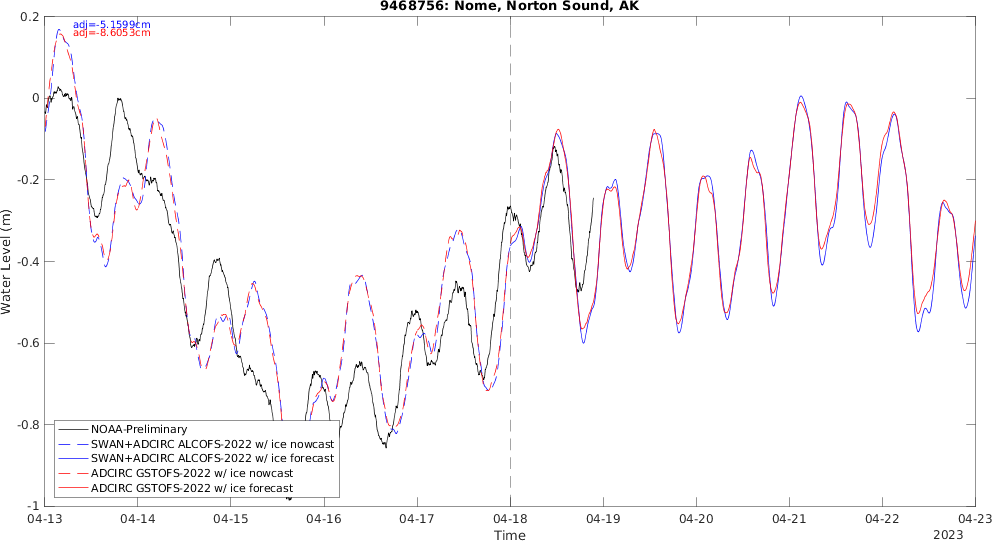 9468756: Nome, Norton Sound, AK
adj=-5.1599cm
adj=-8.6053cm
Water Level (m)
0.2
0
-0.2
-0.4
-0.6
-0.8
-1
NOAA-Preliminary
SWAN+ADCIRC ALCOFS-2022 w/ ice nowcast
SWAN+ADCIRC ALCOFS-2022 w/ ice forecast
ADCIRC GSTOFS-2022 w/ ice nowcast
ADCIRC GSTOFS-2022 w/ ice forecast
04-13 04-14 04-15 04-16 04-17 04-18 04-19 04-20 04-21 04-22 04-23
Time
2023